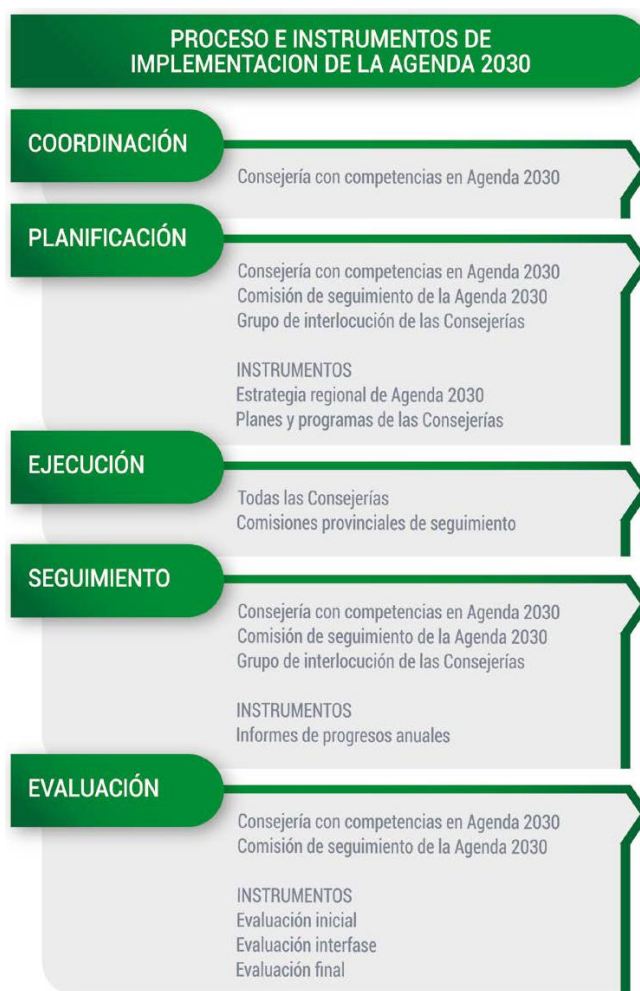 PROCESO E INSTRUMENTOS DE
IMPLEMENTACION DE LA AGENDA 2030
COORDINACIÓN
Consejería con competencias en Agenda 2030
PLANIFICACIÓN
Consejería con competencias en Agenda 2030
Comisión de seguimiento de la Agenda 2030
Grupo de interlocución de las Consejerías
INSTRUMENTOS
Estrategia regional de Agenda 2030
Planes y programas de las Consejerías
EJECUCIÓN
Todas las Consejerías
Comisiones provinciales de seguimiento
SEGUIMIENTO
Consejería con competencias en Agenda 2030
Comisión de seguimiento de la Agenda 2030
Grupo de interlocución de las Consejerías
INSTRUMENTOS
Informes de progresos anuales
EVALUACIÓN
Consejería con competencias en Agenda 2030
Comisión de seguimiento de la Agenda 2030
INSTRUMENTOS
Evaluación inicial
Evaluación interfase
Evaluación final